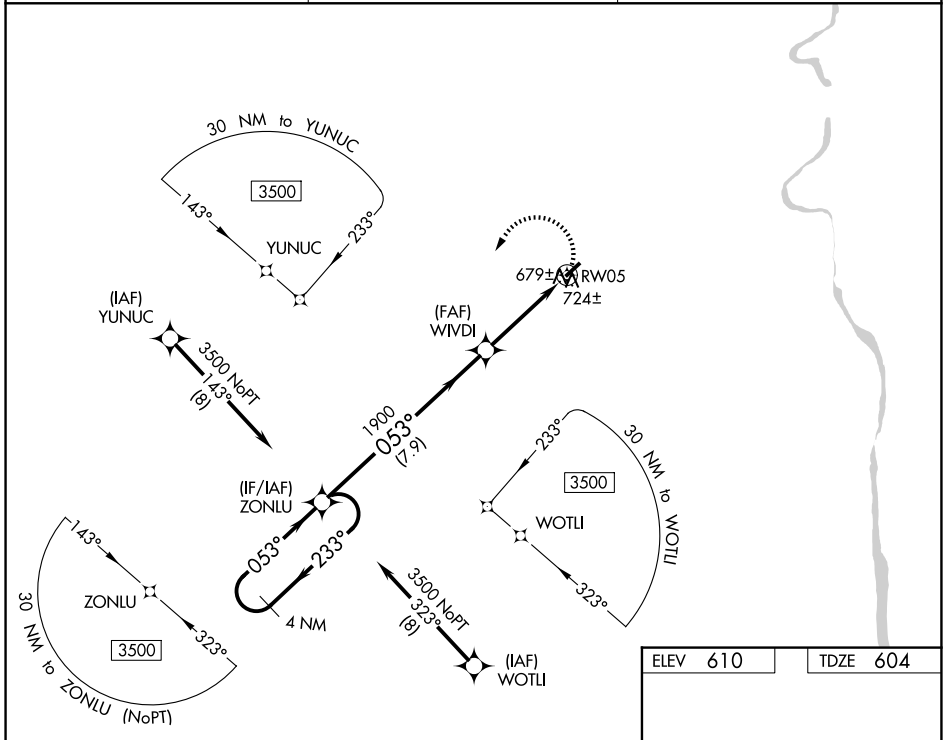 30 NM to YUNUC
3500
143°
233°
YUNUC
679±
RW05
724±
(IAF)
YUNUC
3500 NoPT
143°
(8)
(FAF)
WIVDI
1900
053°
(7.9)
(IF/IAF)
ZONLU
053°
233°
4 NM
233°
30 NM to WOTLI
3500
WOTLI
323°
143°
ZONLU
323°
3500
30 NM to ZONLU (NoPT)
3500 NoPT
323°
(8)
(IAF)
WOTLI
ELEV 610
TDZE 604